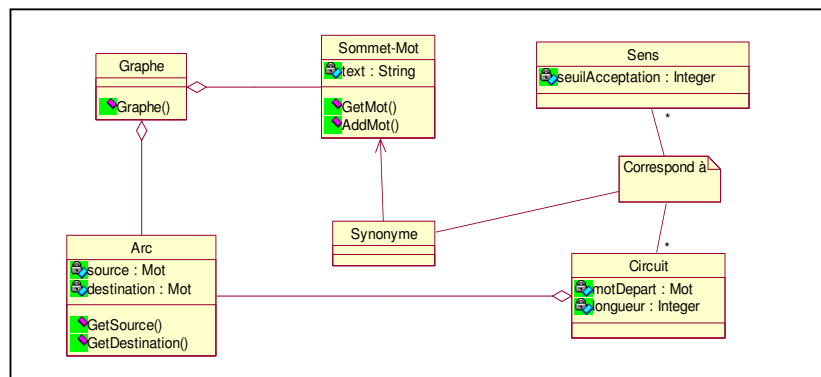 Graphe
Graphe()
Sommet-Mot
text : String
GetMot()
AddMot()
Sens
seuilAcceptation : Integer
*
Correspond à
*
Synonyme
Arc
source : Mot
destination : Mot
GetSource()
GetDestination()
Circuit
motDepart : Mot
longueur : Integer